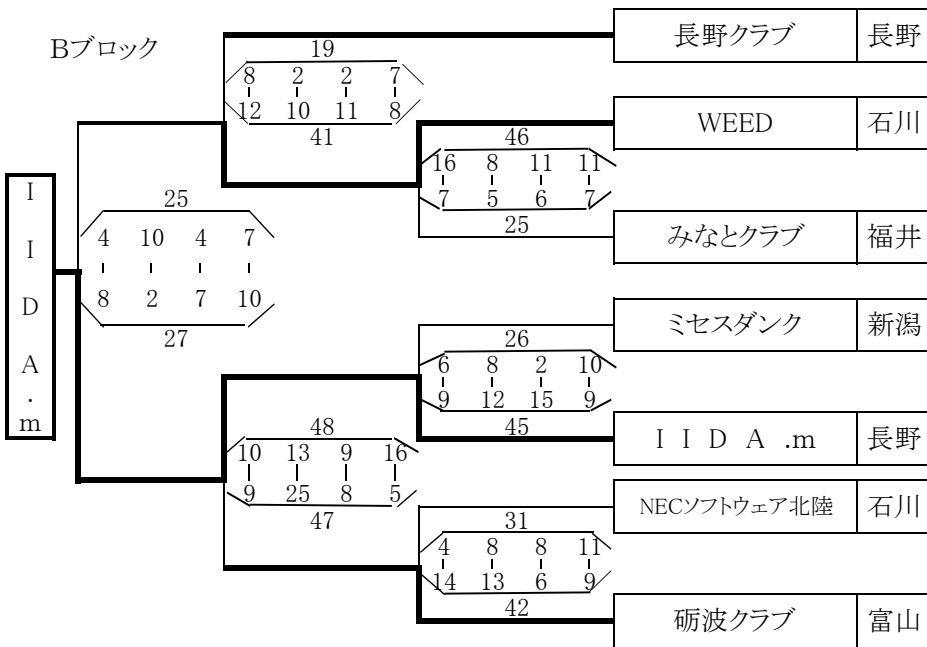 Bブロック
長野クラブ 長野
19
8 2 2 7
12 10 11 8
41
WEED 石川
46
16 8 11 11
7 5 6 7
25
みなとクラブ 福井
I
I
D
A
.
m
25
4 10 4 7
8 2 7 10
27
ミセスダンク 新潟
26
6 8 2 10
9 12 15 9
45
I I D A .m 長野
48
10 13 9 16
9 25 8 5
47
NECソフトウェア北陸 石川
31
4 8 8 11
14 13 6 9
42
砺波クラブ 富山